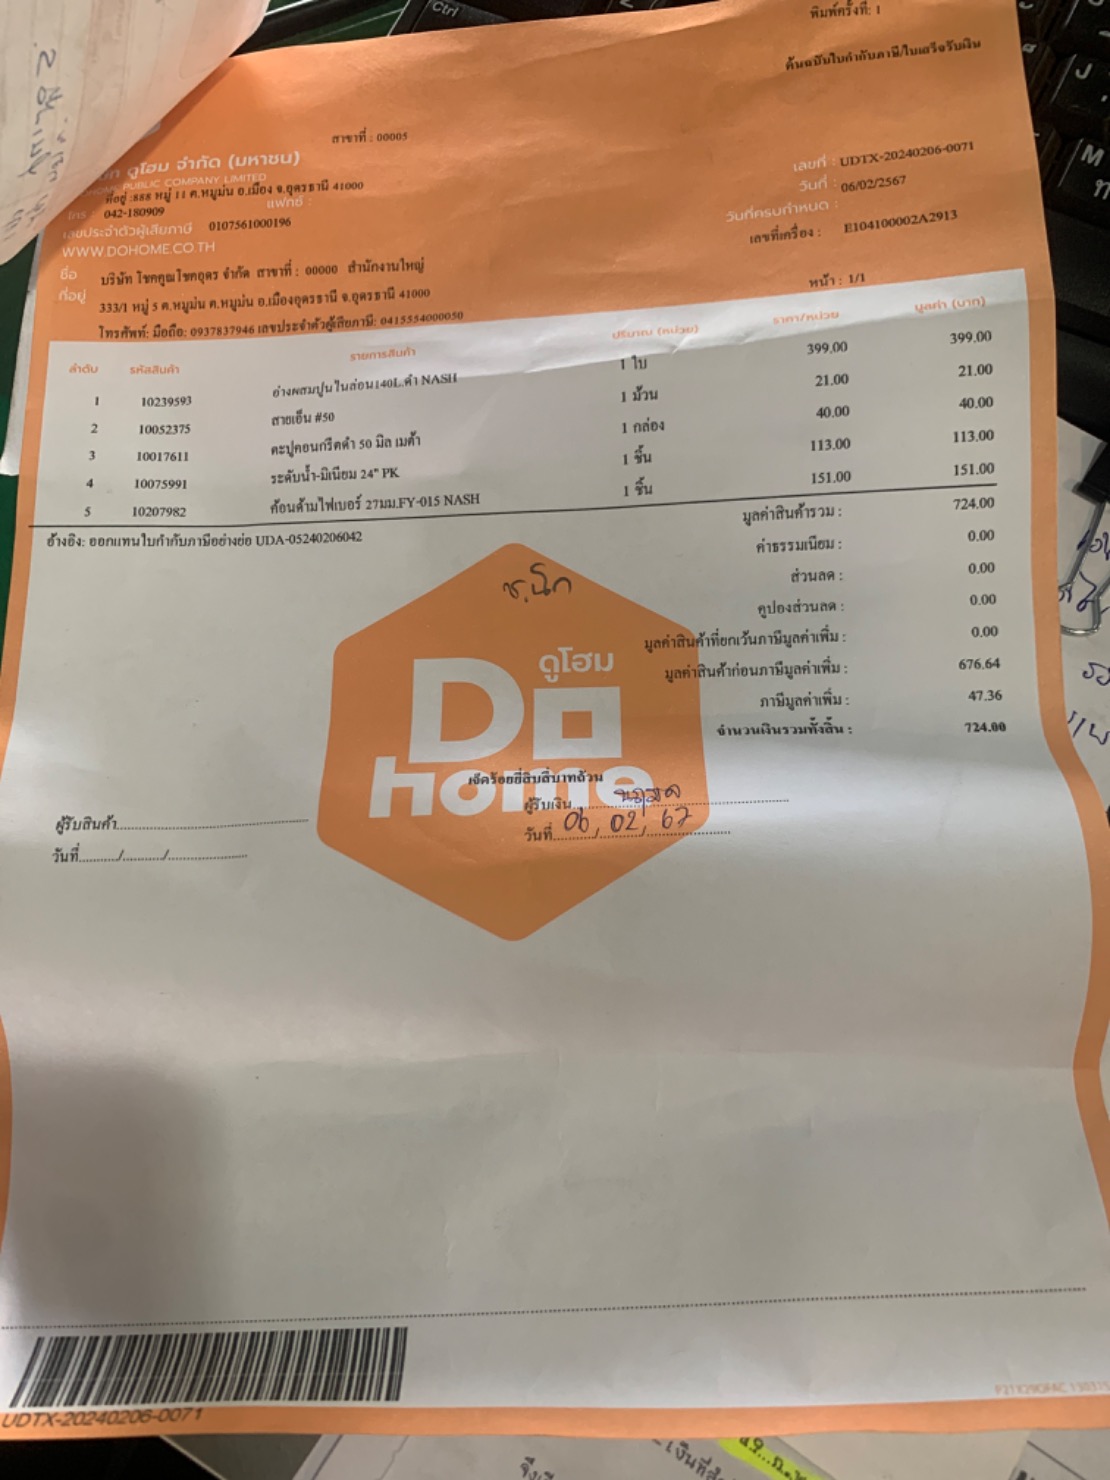 พิมพ์ครั้งที่: 1
ต้นฉบับใบกำกับภาษี/ใบเสร็จรับเงิน
สาขาที่ : 00005
ดูโฮม จำกัด (มหาชน)
PUBLIC COMPANY LIMITED
ที่อยู่ :888 หมู่ 11 ต.หมูม่น อ.เมือง จ.อุดรธานี 41000
โทร : 042-180909 แฟกซ์ :
เลขประจำตัวผู้เสียภาษี 0107561000196
WWW.DOHOME.CO.TH
เลขที่ : UDTX-20240206-0071
วันที่ : 06/02/2567
วันที่ครบกำหนด :
เลขที่เครื่อง : E104100002A2913
ชื่อ บริษัท โชคคูณโชคอุดร จำกัด สาขาที่ : 00000 สำนักงานใหญ่
ที่อยู่ 333/1 หมู่ 5 ต.หมูม่น ต.หมูม่น อ.เมืองอุดรธานี จ.อุดรธานี 41000
โทรศัพท์: มือถือ: 0937837946 เลขประจำตัวผู้เสียภาษี: 0415554000050
หน้า : 1/1
ลำดับ รหัสสินค้า รายการสินค้า ปริมาณ (หน่วย) ราคา/หน่วย มูลค่า (บาท)
1 10239593 อ่างผสมปูนไนล่อน140L.ดำ NASH 1 ใบ 399.00 399.00
2 10052375 สายเอ็น #50 1 ม้วน 21.00 21.00
3 10017611 ตะปูคอนกรีตดำ 50 มิล เมต้า 1 กล่อง 40.00 40.00
4 10075991 ระดับน้ำ-มิเนียม 24" PK 1 ชิ้น 113.00 113.00
5 10207982 ค้อนด้ามไฟเบอร์ 27มม.FY-015 NASH 1 ชิ้น 151.00 151.00
อ้างอิง: ออกแทนใบกำกับภาษีอย่างย่อ UDA-05240206042
มูลค่าสินค้ารวม : 724.00
ค่าธรรมเนียม : 0.00
ส่วนลด : 0.00
คูปองส่วนลด : 0.00
มูลค่าสินค้าที่ยกเว้นภาษีมูลค่าเพิ่ม : 0.00
มูลค่าสินค้าก่อนภาษีมูลค่าเพิ่ม : 676.64
ภาษีมูลค่าเพิ่ม : 47.36
จำนวนเงินรวมทั้งสิ้น : 724.00
ช.โก
ดูโฮม
Do
home
เจ็ดร้อยยี่สิบสี่บาทถ้วน
ผู้รับสินค้า
วันที่....../....../......
ผู้รับเงิน
วันที่ 06/02/67
UDTX-20240206-0071
Ctrl
J
M